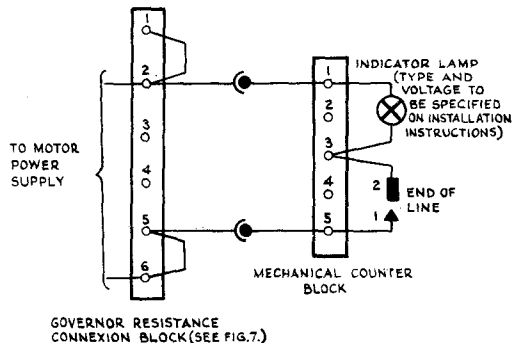 1
2
3
4
5
6
TO MOTOR
POWER
SUPPLY
GOVERNOR RESISTANCE
CONNEXION BLOCK (SEE FIG.7.)
1
2
3
4
5
MECHANICAL COUNTER
BLOCK
INDICATOR LAMP
(TYPE AND
VOLTAGE TO
BE SPECIFIED
ON INSTALLATION
INSTRUCTIONS)
2
END OF
LINE
1